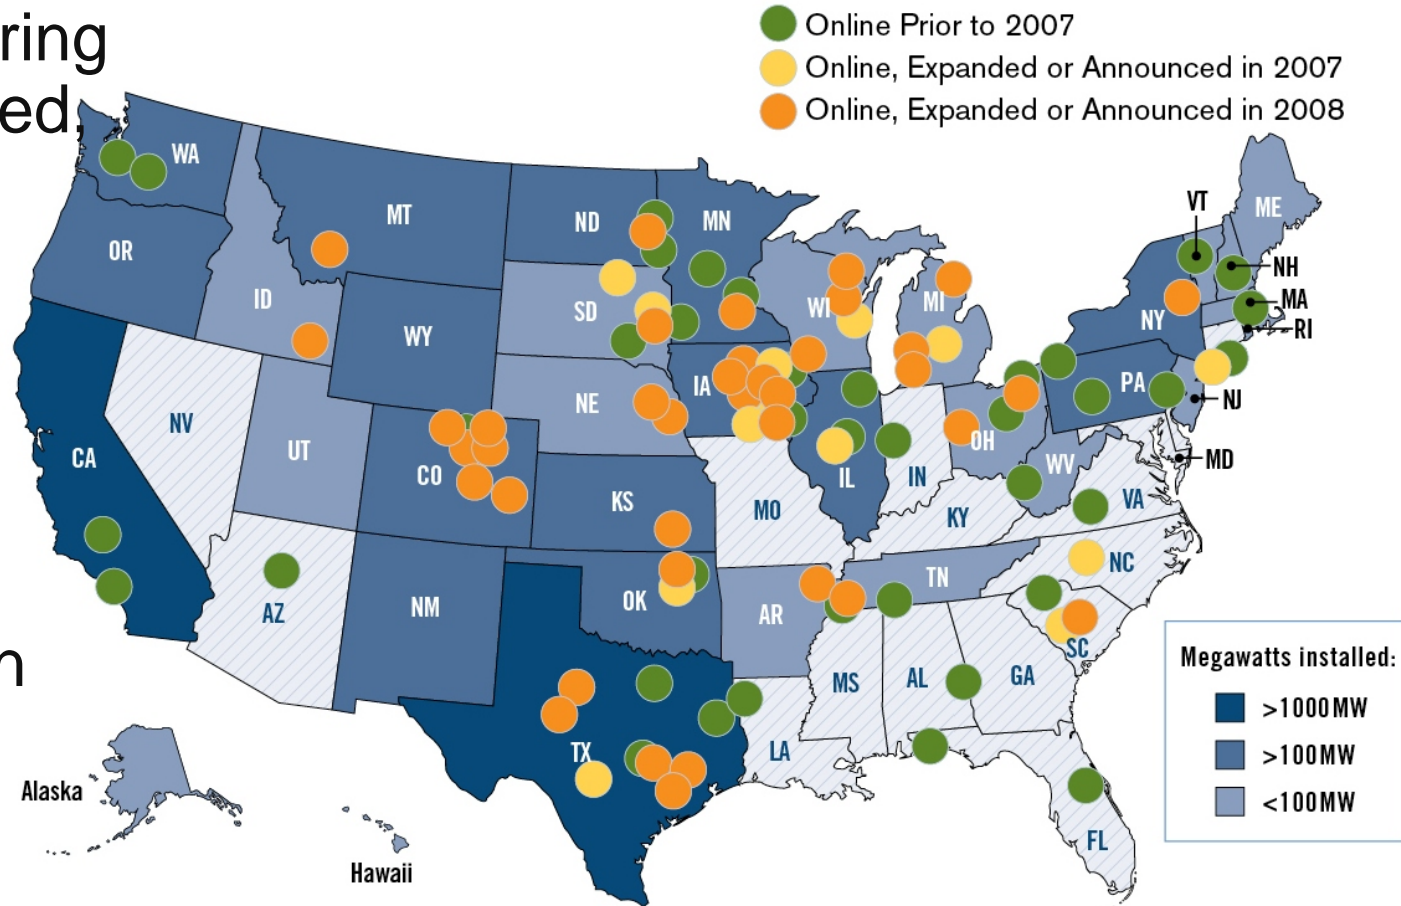 ring
ed,
n
Online Prior to 2007
Online, Expanded or Announced in 2007
Online, Expanded or Announced in 2008
WA
OR
MT
ID
WY
ND
SD
NE
MN
WI
MI
IA
NV
UT
CO
KS
CA
AZ
NM
OK
TX
MO
IL
IN
OH
KY
WV
VA
PA
NY
VT
ME
NH
MA
RI
NJ
MD
TN
NC
SC
AR
MS
AL
GA
LA
FL
Alaska
Hawaii
Megawatts installed:
>1000MW
>100MW
<100MW